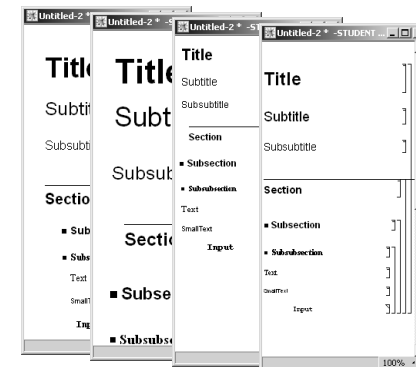 Untitled-2 *
Title
Subtit
Subsubti
Sectio
Sub
Subs
Text
SmallT
Inp
Untitled-2 * -S
Title
Subt
Subsub
Sectio
Subse
Subsubse
Untitled-2 * -ST
Title
Subtitle
Subsubtitle
Section
Subsection
Subsubsection
Text
SmallText
Input
Untitled-2 * -STUDENT ...
Title
Subtitle
Subsubtitle
Section
Subsection
Subsubsection
Text
SmallText
Input
100%